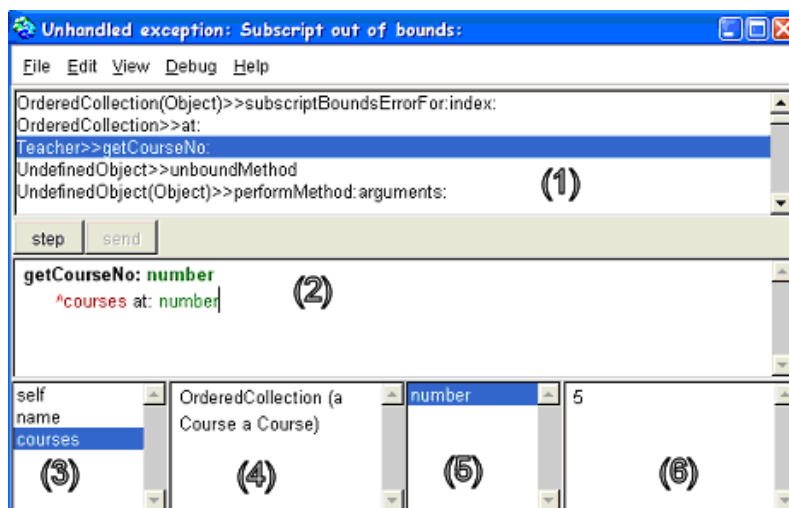 Unhandled exception: Subscript out of bounds:
File Edit View Debug Help
OrderedCollection(Object)>>subscriptBoundsErrorFor:index:
OrderedCollection>>at:
Teacher>>getCourseNo:
UndefinedObject>>unboundMethod
UndefinedObject(Object)>>performMethod:arguments:
(1)
step send
getCourseNo: number
^courses at: number
(2)
self
name
courses
(3)
OrderedCollection (a
Course a Course)
(4)
number
(5)
5
(6)